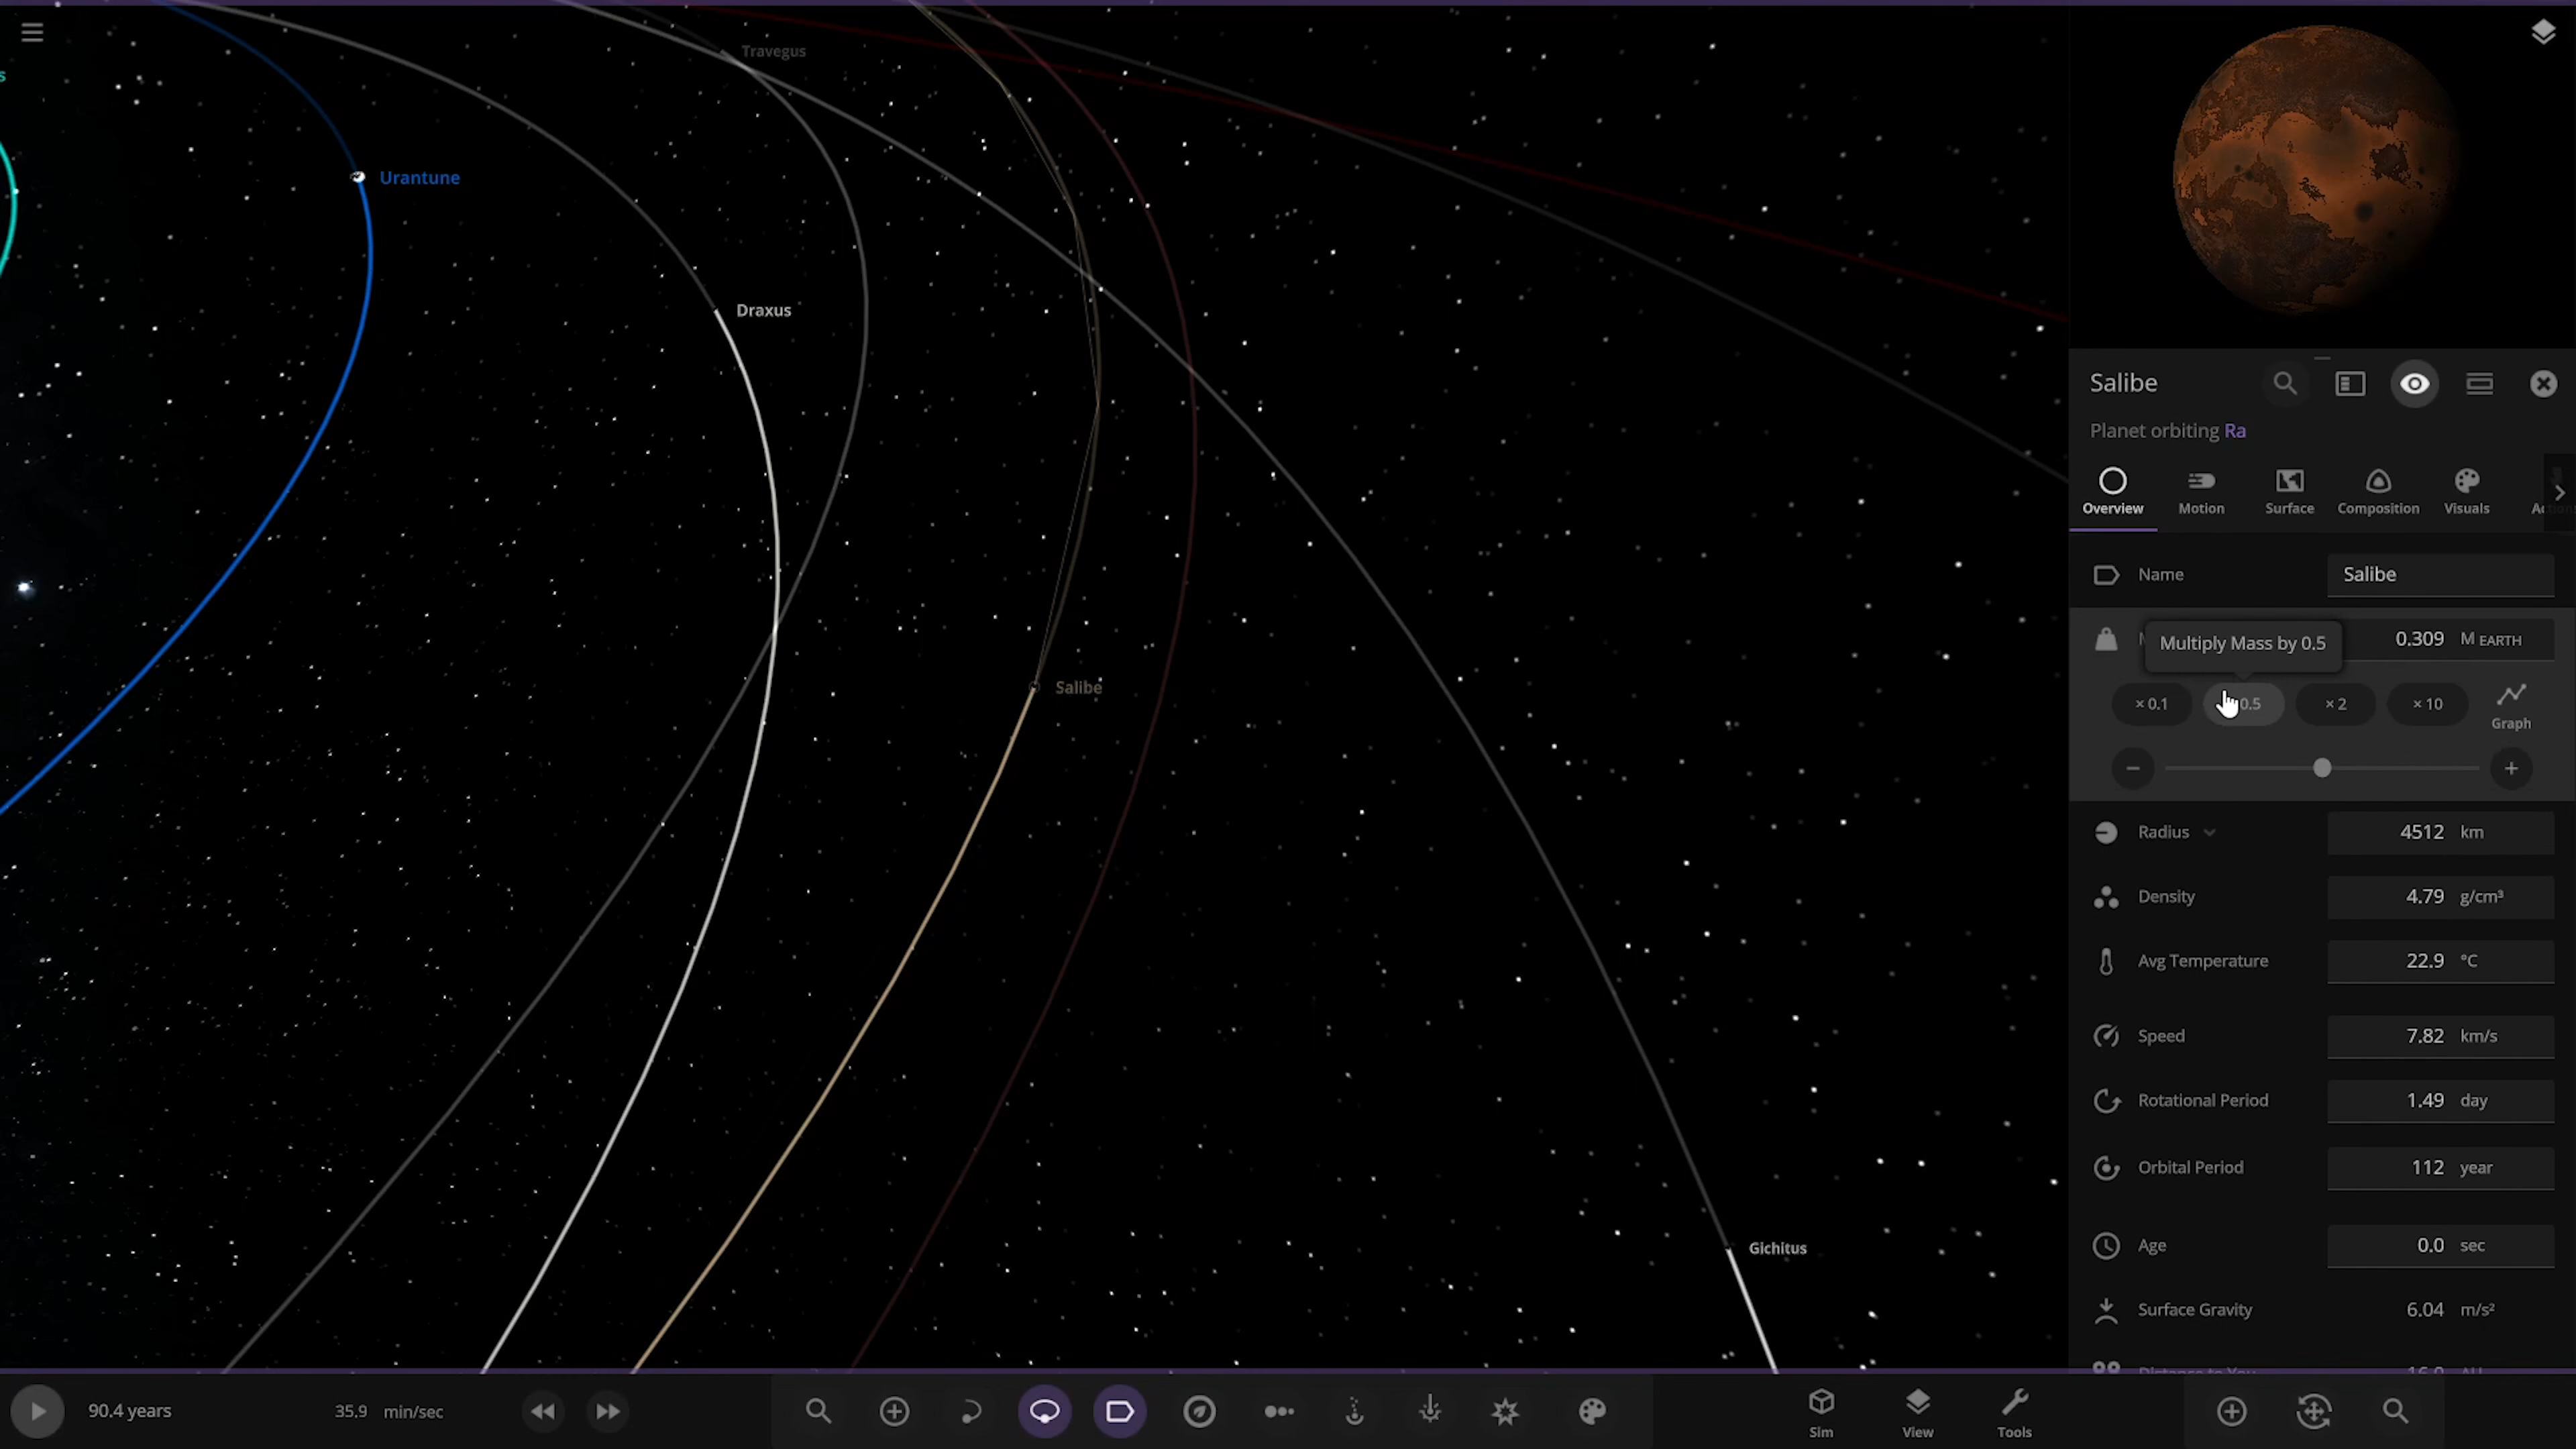 s
Travegus
Urantune
Draxus
Salibe
Gichitus
Salibe
Planet orbiting Ra
Overview Motion Surface Composition Visuals
Name Salibe
Multiply Mass by 0.5 0.309 M EARTH
× 0.1 0.5 × 2 × 10 Graph
Radius 4512 km
Density 4.79 g/cm³
Avg Temperature 22.9 °C
Speed 7.82 km/s
Rotational Period 1.49 day
Orbital Period 112 year
Age 0.0 sec
Surface Gravity 6.04 m/s²
90.4 years 35.9 min/sec Sim View Tools